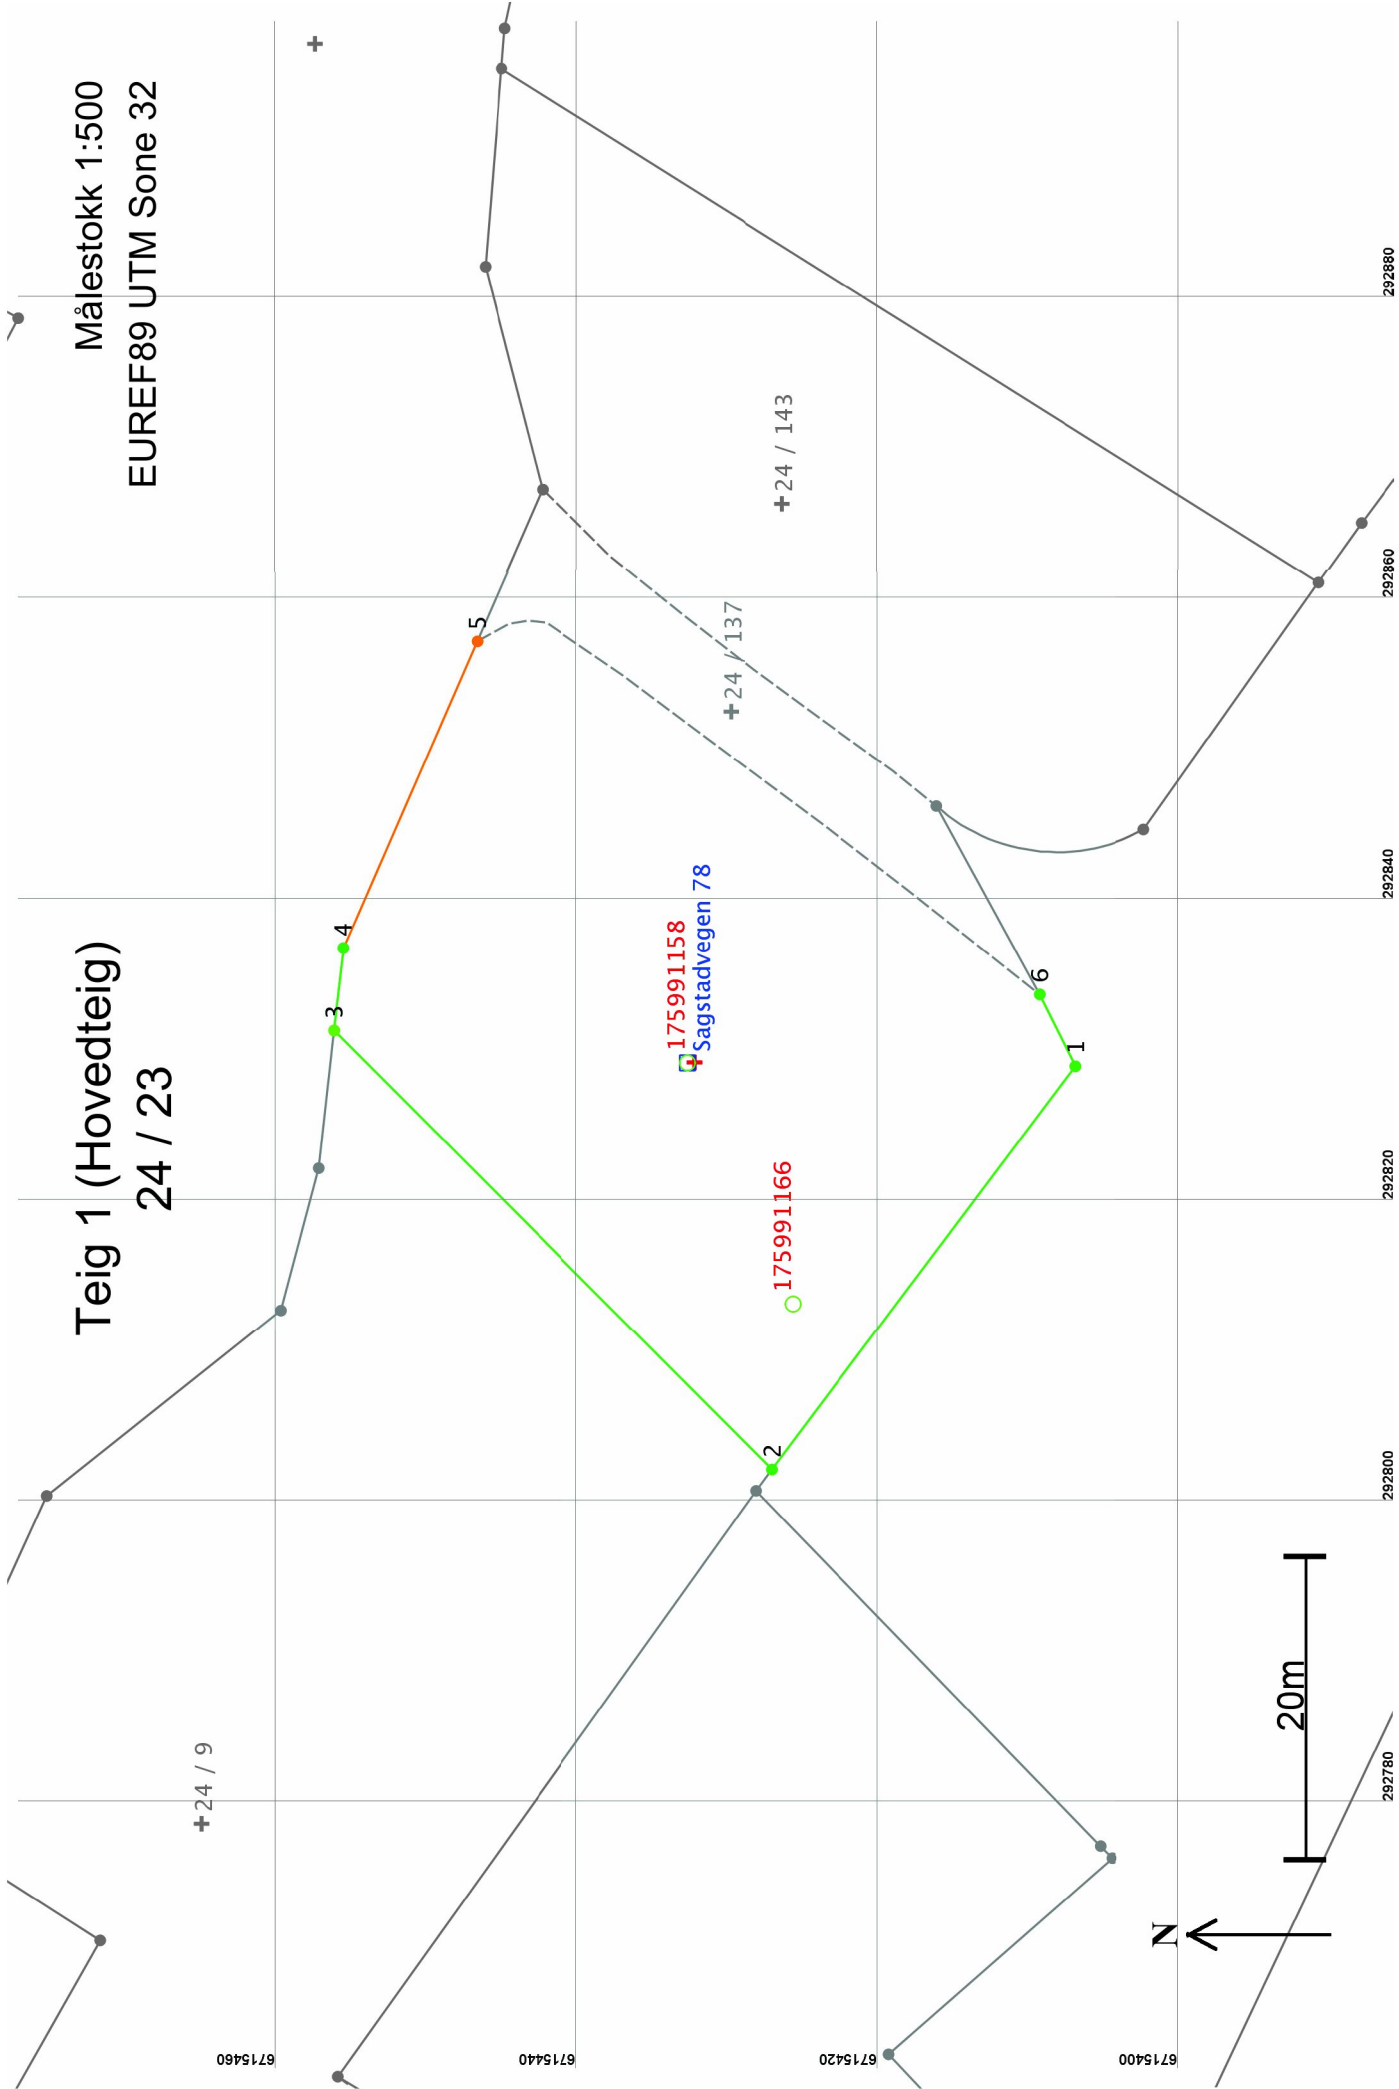 Teig 1 (Hovedteig)
24 / 23
Målestokk 1:500
EUREF89 UTM Sone 32
24 / 9
3
4
5
175991158
Sagstadvegen 78
24 / 137
24 / 143
2
175991166
6
1
N
20m
6715460
6715440
6715420
6715400
292780
292800
292820
292840
292860
292880